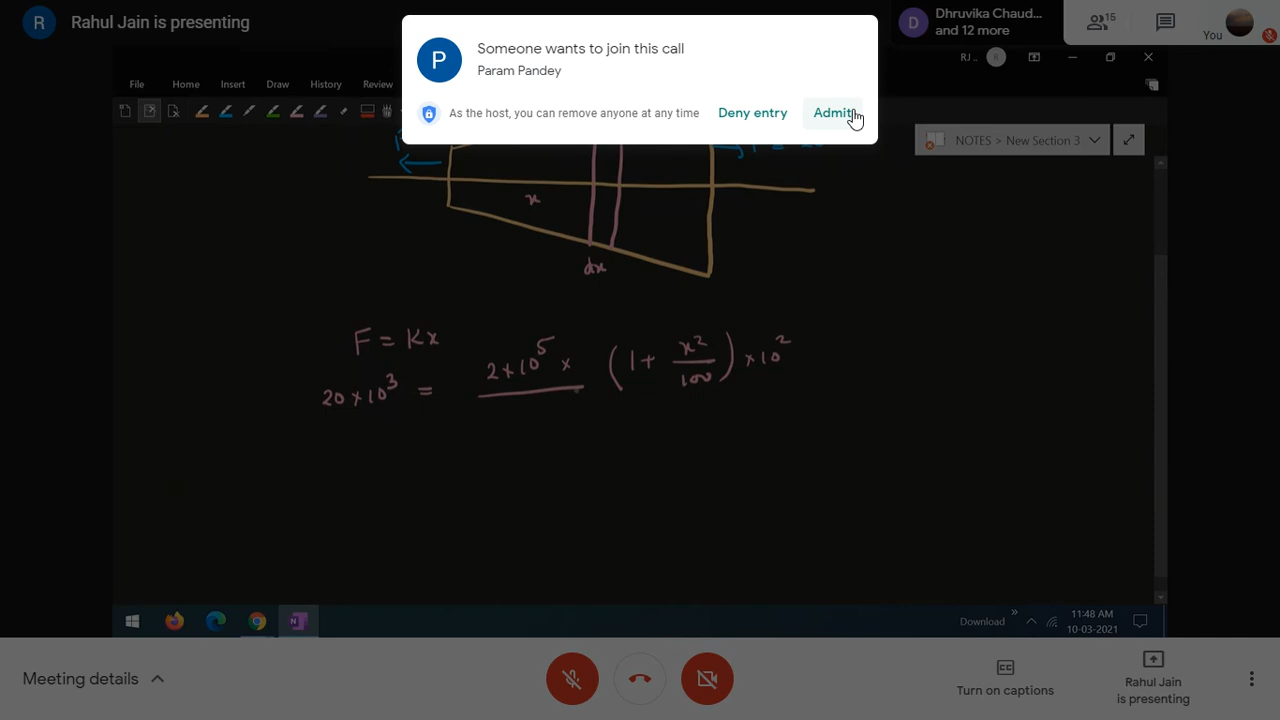 R Rahul Jain is presenting
Someone wants to join this call
P Param Pandey
As the host, you can remove anyone at any time Deny entry Admit
D Dhruvika Chaud...
and 12 more
15
You
RJ ..
File Home Insert Draw History Review
NOTES > New Section 3
x
dx
F = Kx
20 x 10³ = 2 x 10⁵ x (1 + x²/100) x 10²
Download 11:48 AM
10-03-2021
Meeting details
Turn on captions
Rahul Jain
is presenting